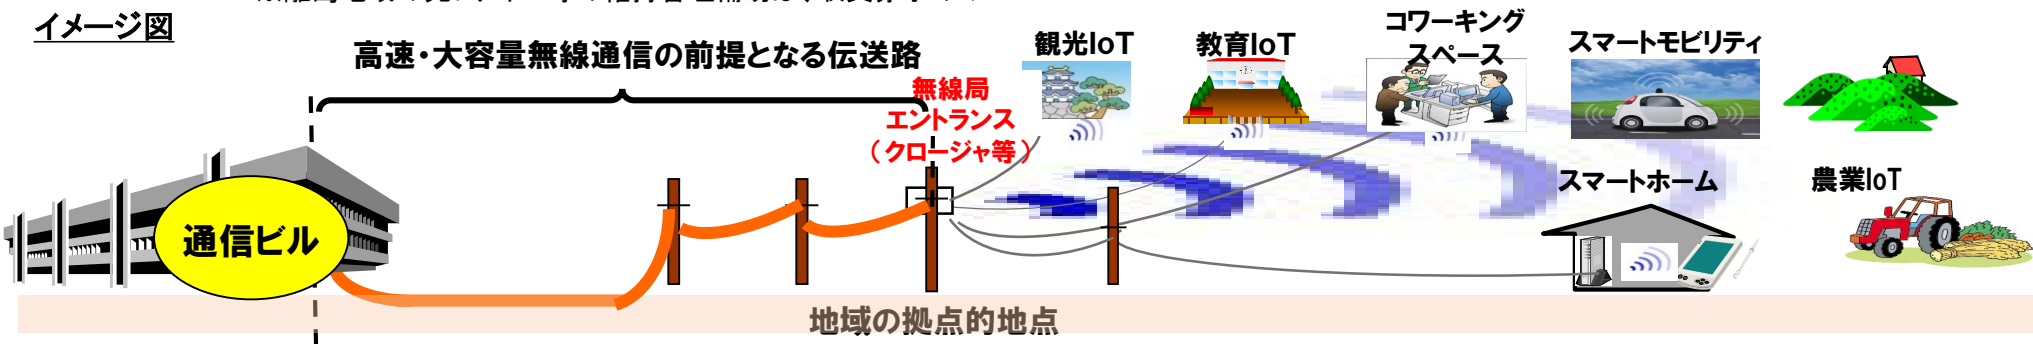 イメージ図
高速・大容量無線通信の前提となる伝送路
無線局
エントランス
（クロージャ等）
観光IoT
教育IoT
コワーキング
スペース
スマートモビリティ
スマートホーム
農業IoT
通信ビル
地域の拠点的地点